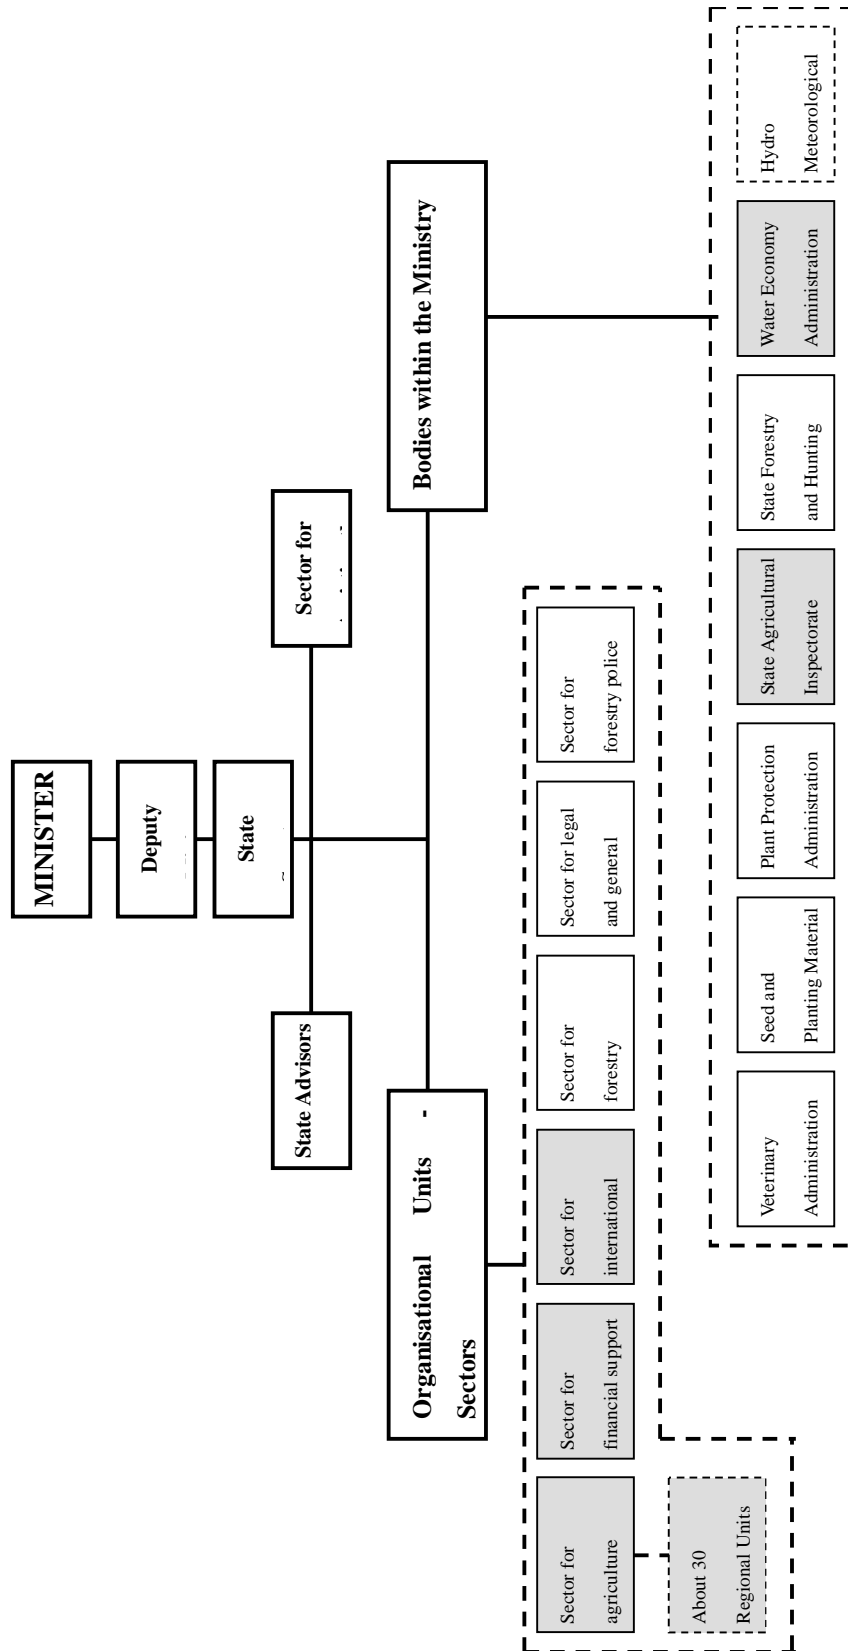 MINISTER
Deputy
State
State Advisors
Sector for
Organisational Units -
Sectors
Bodies within the Ministry
Sector for
agriculture
Sector for
financial support
Sector for
international
Sector for
forestry
Sector for legal
and general
Sector for
forestry police
About 30
Regional Units
Veterinary
Administration
Seed and
Planting Material
Plant Protection
Administration
State Agricultural
Inspectorate
State Forestry
and Hunting
Water Economy
Administration
Hydro
Meteorological